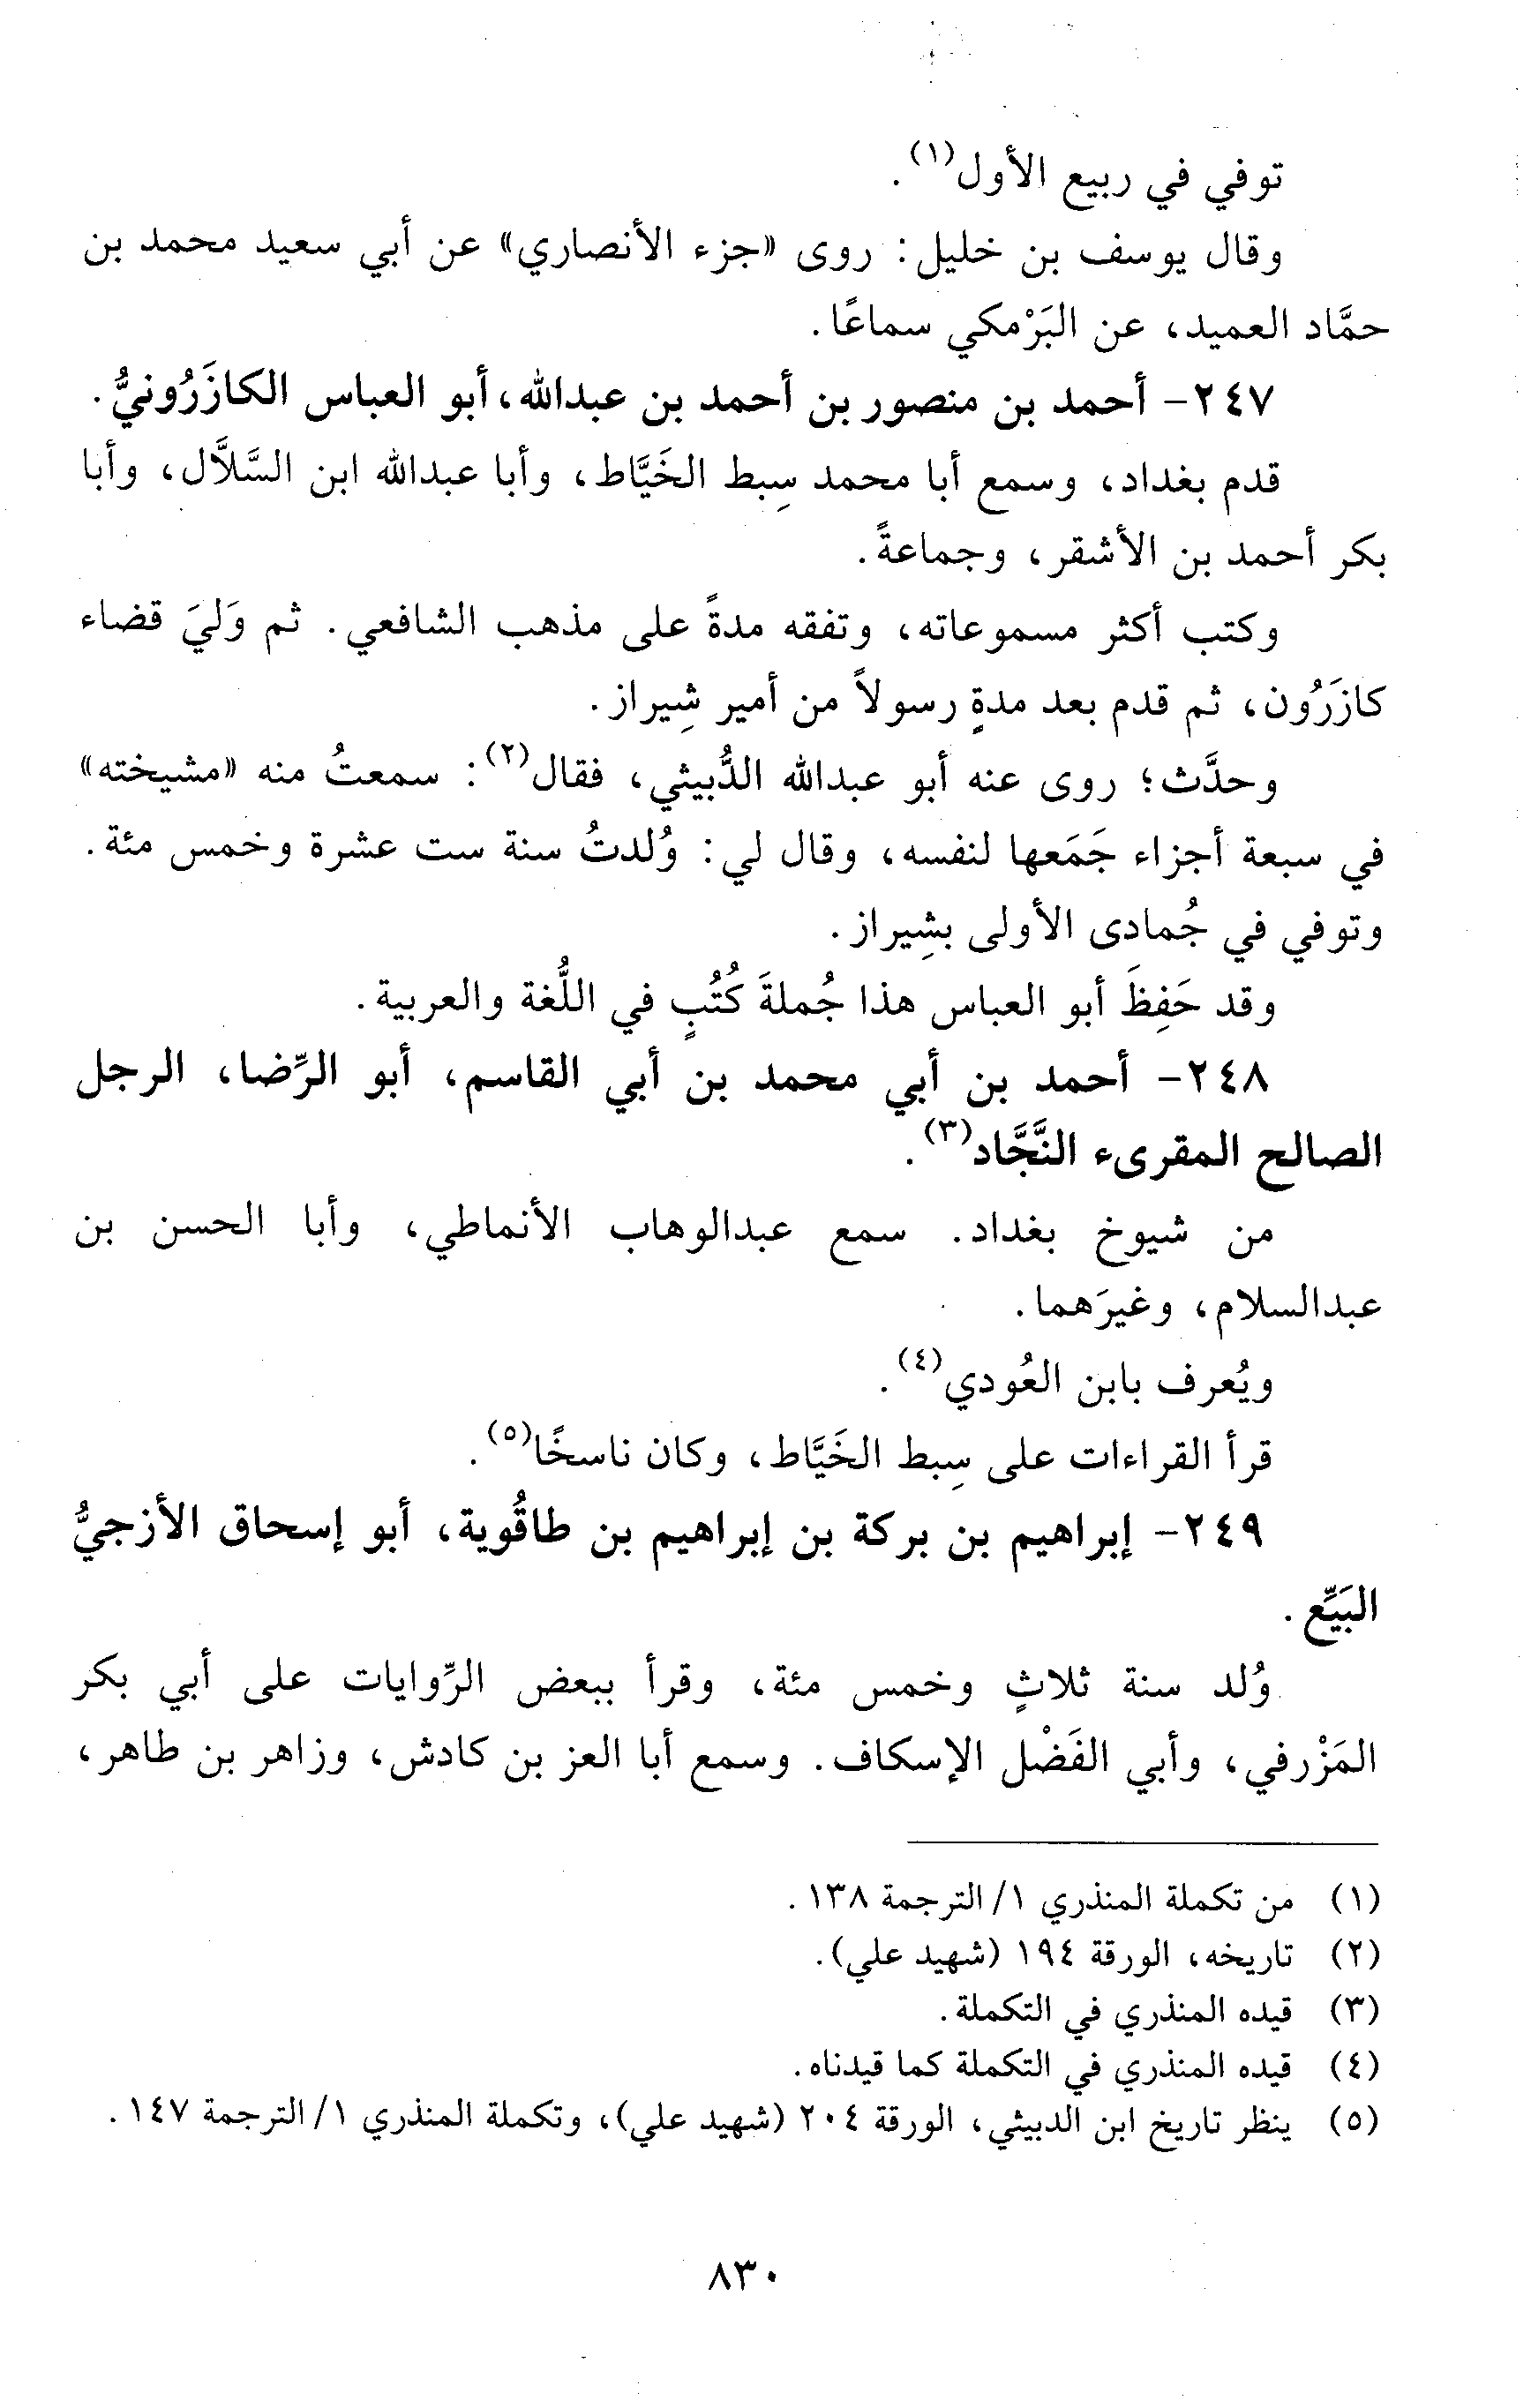 توفي في ربيع الأول(١).
وقال يوسف بن خليل: روى «جزء الأنصاري» عن أبي سعيد محمد بن
حمَّاد العميد، عن البَرْمكي سماعًا.
٢٤٧- أحمد بن منصور بن أحمد بن عبدالله، أبو العباس الكازَرُونيُّ.
قدم بغداد، وسمع أبا محمد سِبط الخَيَّاط، وأبا عبدالله ابن السَّلَّال، وأبا
بكر أحمد بن الأشقر، وجماعةً.
وكتب أكثر مسموعاته، وتفقه مدةً على مذهب الشافعي. ثم وَليَ قضاء
كازَرُون، ثم قدم بعد مدةٍ رسولاً من أمير شِيراز.
وحدَّث؛ روى عنه أبو عبدالله الدُّبيثي، فقال(٢): سمعتُ منه «مشيخته»
في سبعة أجزاء جَمَعها لنفسه، وقال لي: وُلدتُ سنة ست عشرة وخمس مئة.
وتوفي في جُمادى الأولى بشِيراز.
وقد حَفِظَ أبو العباس هذا جُملةَ كُتُبٍ في اللُّغة والعربية.
٢٤٨- أحمد بن أبي محمد بن أبي القاسم، أبو الرِّضا، الرجل
الصالح المقرىء النَّجَّاد(٣).
من شيوخ بغداد. سمع عبدالوهاب الأنماطي، وأبا الحسن بن
عبدالسلام، وغيرَهما.
ويُعرف بابن العُودي(٤).
قرأ القراءات على سِبط الخَيَّاط، وكان ناسخًا(٥).
٢٤٩- إبراهيم بن بركة بن إبراهيم بن طاقُوية، أبو إسحاق الأزجيُّ
البَيِّع.
وُلد سنة ثلاثٍ وخمس مئة، وقرأ ببعض الرِّوايات على أبي بكر
المَزْرفي، وأبي الفَضْل الإسكاف. وسمع أبا العز بن كادش، وزاهر بن طاهر،
(١) من تكملة المنذري ١/ الترجمة ١٣٨.
(٢) تاريخه، الورقة ١٩٤ (شهيد علي).
(٣) قيده المنذري في التكملة.
(٤) قيده المنذري في التكملة كما قيدناه.
(٥) ينظر تاريخ ابن الدبيثي، الورقة ٢٠٤ (شهيد علي)، وتكملة المنذري ١/ الترجمة ١٤٧.
٨٣٠